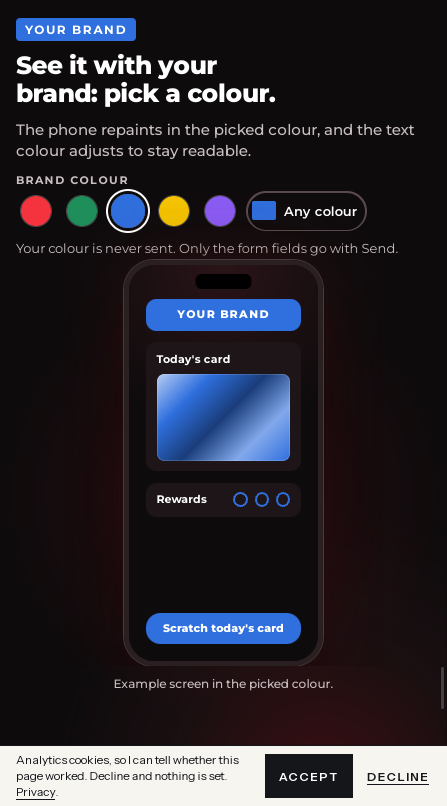 YOUR BRAND
See it with your
brand: pick a colour.
The phone repaints in the picked colour, and the text
colour adjusts to stay readable.
BRAND COLOUR
Any colour
Your colour is never sent. Only the form fields go with Send.
YOUR BRAND
Today's card
Rewards
Scratch today's card
Example screen in the picked colour.
Analytics cookies, so I can tell whether this
page worked. Decline and nothing is set.
Privacy.
ACCEPT
DECLINE